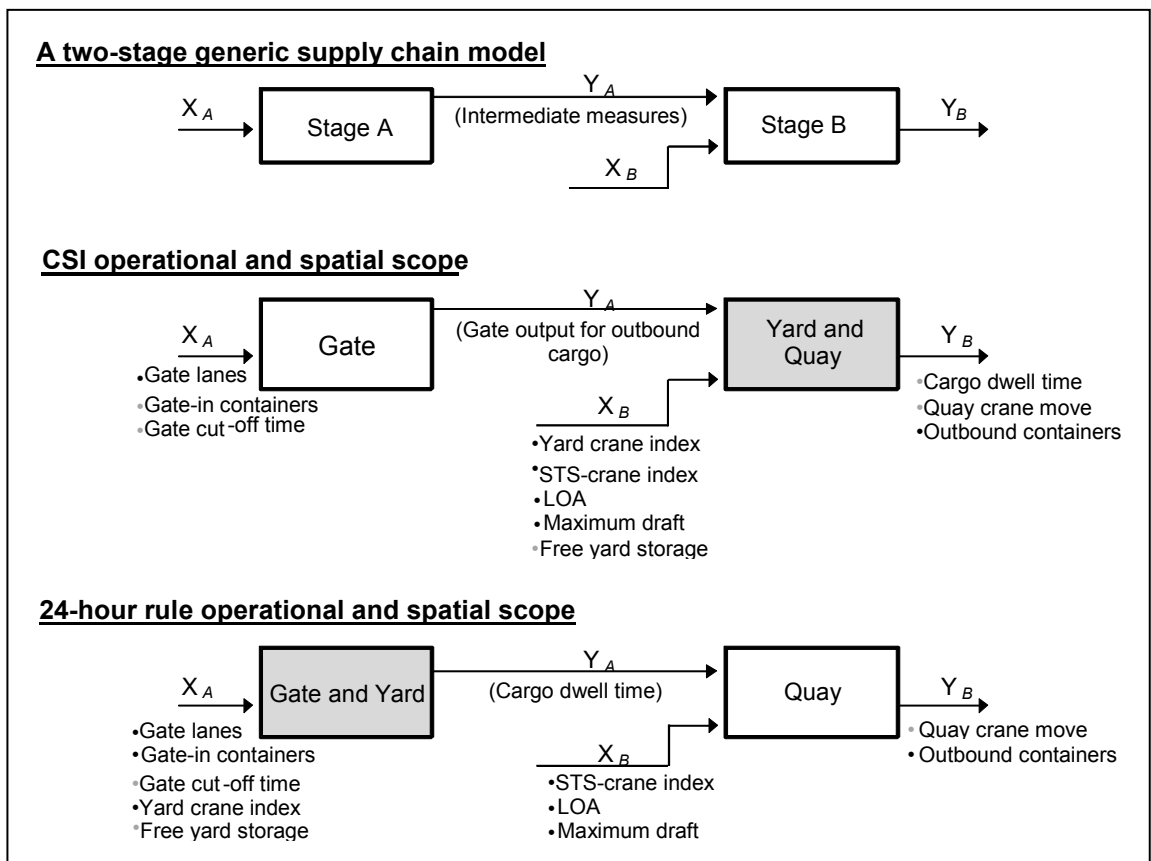 A two-stage generic supply chain model
X A
Stage A
Y A
(Intermediate measures)
X B
Stage B
Y B
CSI operational and spatial scope
X A
•Gate lanes
•Gate-in containers
•Gate cut-off time
Gate
Y A
(Gate output for outbound
cargo)
X B
•Yard crane index
•STS-crane index
•LOA
•Maximum draft
•Free yard storage
Yard and
Quay
Y B
•Cargo dwell time
•Quay crane move
•Outbound containers
24-hour rule operational and spatial scope
X A
•Gate lanes
•Gate-in containers
•Gate cut-off time
•Yard crane index
•Free yard storage
Gate and Yard
Y A
(Cargo dwell time)
X B
•STS-crane index
•LOA
•Maximum draft
Quay
Y B
•Quay crane move
•Outbound containers